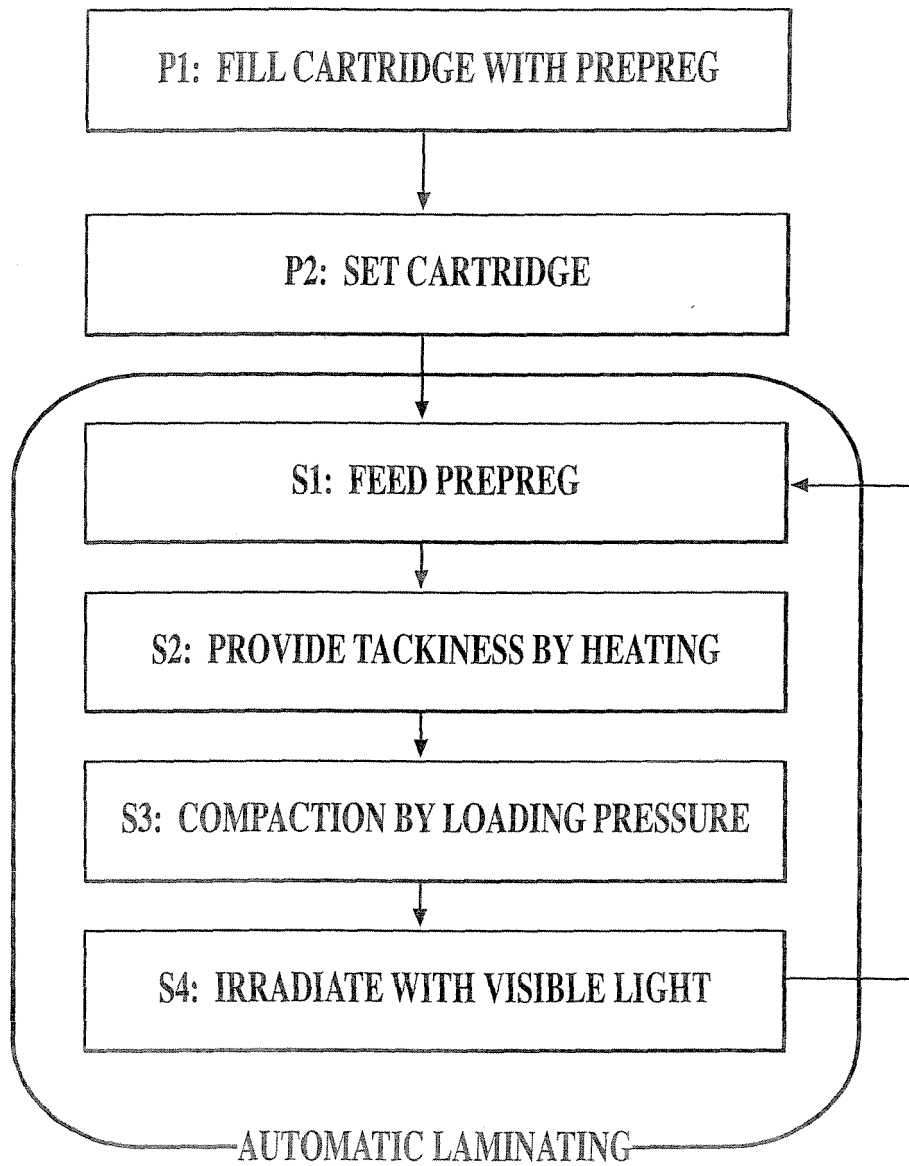 P1: FILL CARTRIDGE WITH PREPREG
P2: SET CARTRIDGE
S1: FEED PREPREG
S2: PROVIDE TACKINESS BY HEATING
S3: COMPACTION BY LOADING PRESSURE
S4: IRRADIATE WITH VISIBLE LIGHT
AUTOMATIC LAMINATING